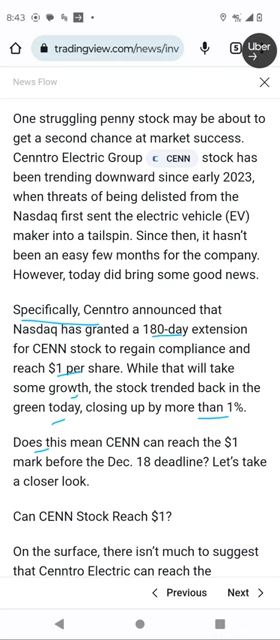 8:43
4G
tradingview.com/news/inv
5
Uber
News Flow
One struggling penny stock may be about to
get a second chance at market success.
Cenntro Electric Group CENN stock has
been trending downward since early 2023,
when threats of being delisted from the
Nasdaq first sent the electric vehicle (EV)
maker into a tailspin. Since then, it hasn't
been an easy few months for the company.
However, today did bring some good news.
Specifically, Cenntro announced that
Nasdaq has granted a 180-day extension
for CENN stock to regain compliance and
reach $1 per share. While that will take
some growth, the stock trended back in the
green today, closing up by more than 1%.
Does this mean CENN can reach the $1
mark before the Dec. 18 deadline? Let's take
a closer look.
Can CENN Stock Reach $1?
On the surface, there isn't much to suggest
that Cenntro Electric can reach the
Previous Next